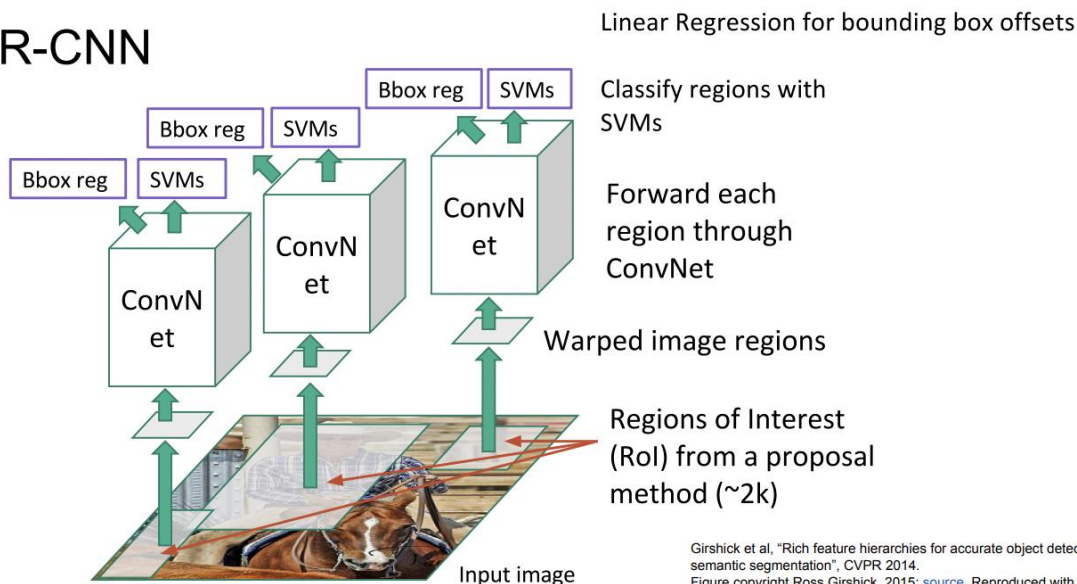 R-CNN
Linear Regression for bounding box offsets
Bbox reg
SVMs
Classify regions with
SVMs
Bbox reg
SVMs
Bbox reg
SVMs
Forward each
region through
ConvNet
ConvN
et
ConvN
et
ConvN
et
Warped image regions
Regions of Interest
(RoI) from a proposal
method (~2k)
Input image
Girshick et al, “Rich feature hierarchies for accurate object detec
semantic segmentation”, CVPR 2014.
Figure copyright Ross Girshick, 2015; source. Reproduced with